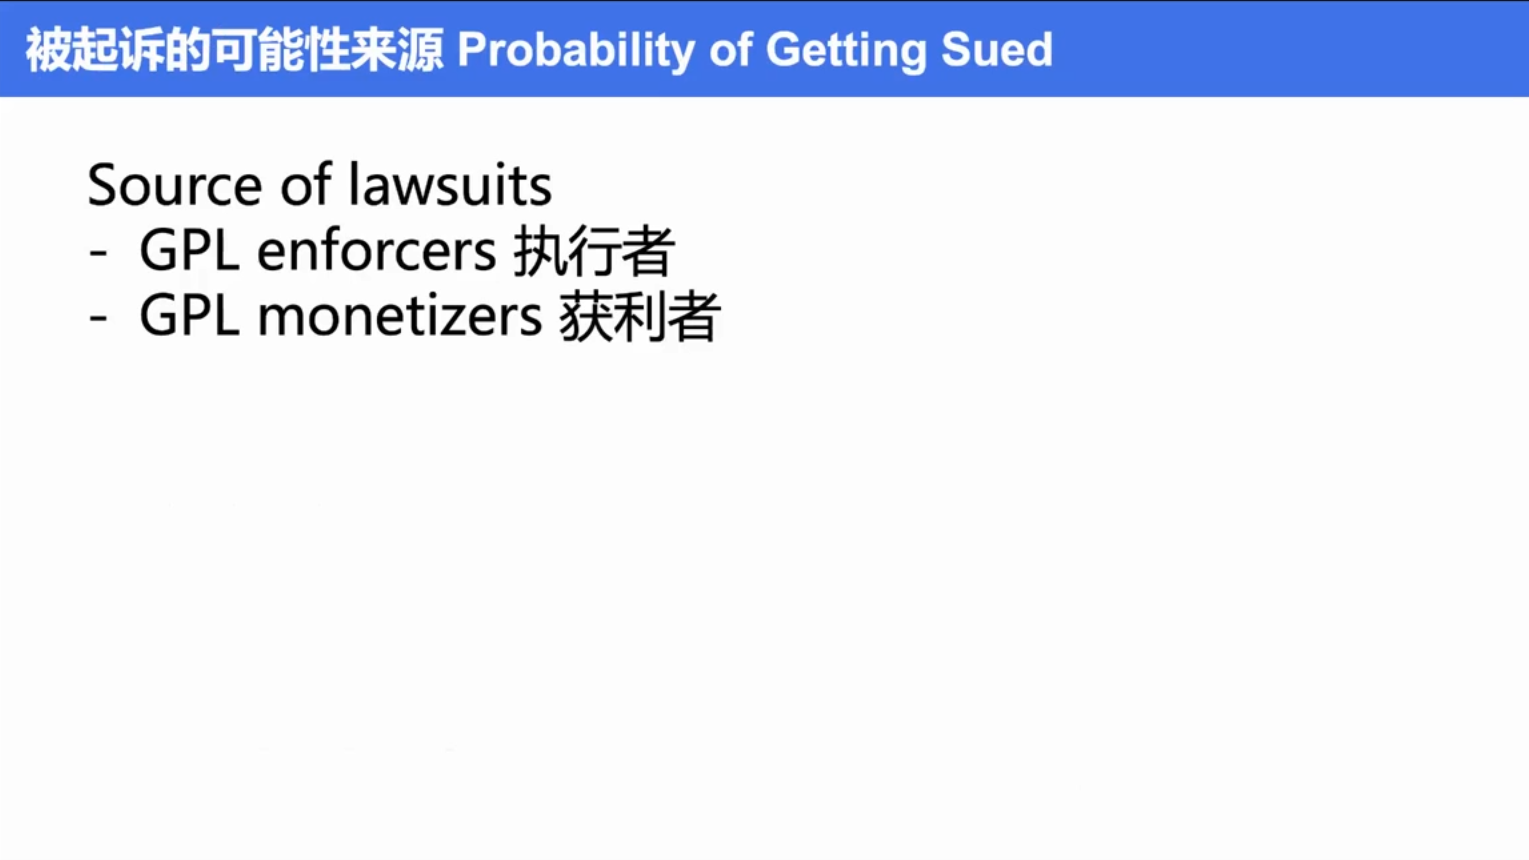 被起诉的可能性来源 Probability of Getting Sued
Source of lawsuits
- GPL enforcers 执行者
- GPL monetizers 获利者